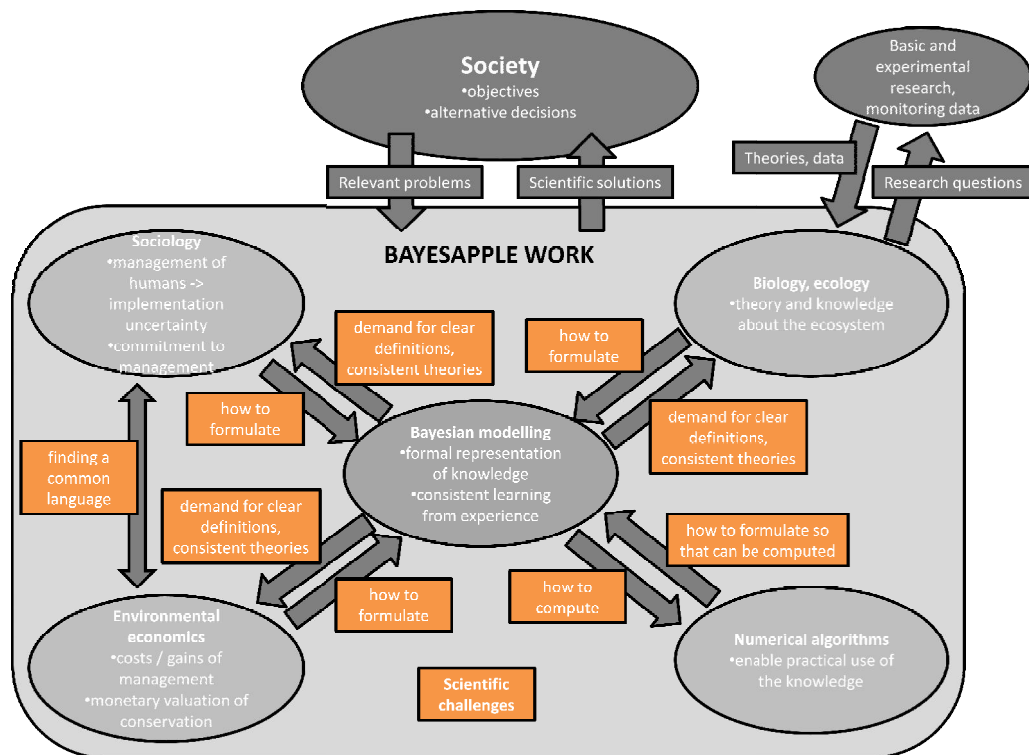 Society
•objectives
•alternative decisions
Basic and
experimental
research,
monitoring data
Relevant problems
Scientific solutions
Theories, data
Research questions
BAYESAPPLE WORK
Sociology
•management of
humans ->
implementation
uncertainty
•commitment to
management
Biology, ecology
•theory and knowledge
about the ecosystem
demand for clear
definitions,
consistent theories
how to
formulate
how to
formulate
demand for clear
definitions,
consistent theories
Bayesian modelling
•formal representation
of knowledge
•consistent learning
from experience
finding a
common
language
demand for clear
definitions,
consistent theories
how to formulate so
that can be computed
how to
formulate
how to
compute
Environmental
economics
•costs / gains of
management
•monetary valuation of
conservation
Numerical algorithms
•enable practical use of
the knowledge
Scientific
challenges